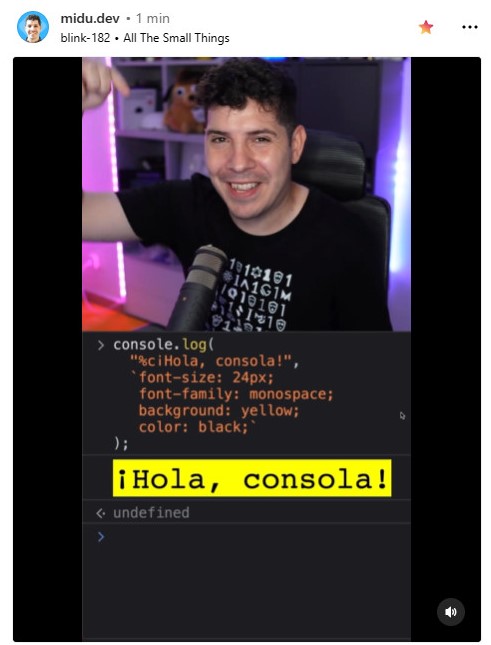 midu.dev • 1 min
blink-182 • All The Small Things
> console.log(
"%c¡Hola, consola!",
`font-size: 24px;
font-family: monospace;
background: yellow;
color: black;`
);
¡Hola, consola!
<· undefined
>